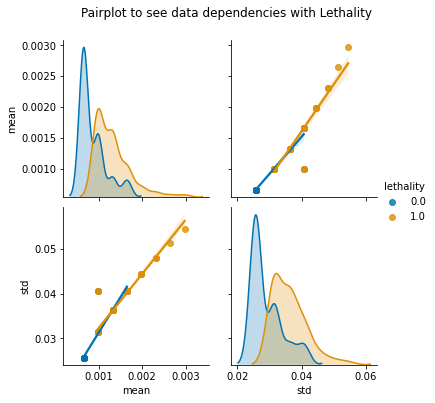 Pairplot to see data dependencies with Lethality
0.0030
0.0025
0.0020
0.0015
0.0010
mean
lethality
0.0
1.0
0.05
0.04
0.03
std
0.001 0.002 0.003
mean
0.02 0.04 0.06
std